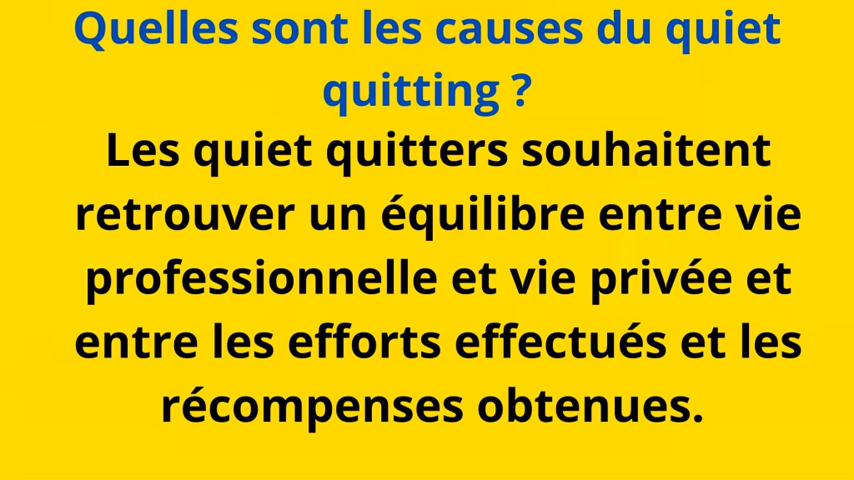 Quelles sont les causes du quiet
quitting ?
Les quiet quitters souhaitent
retrouver un équilibre entre vie
professionnelle et vie privée et
entre les efforts effectués et les
récompenses obtenues.